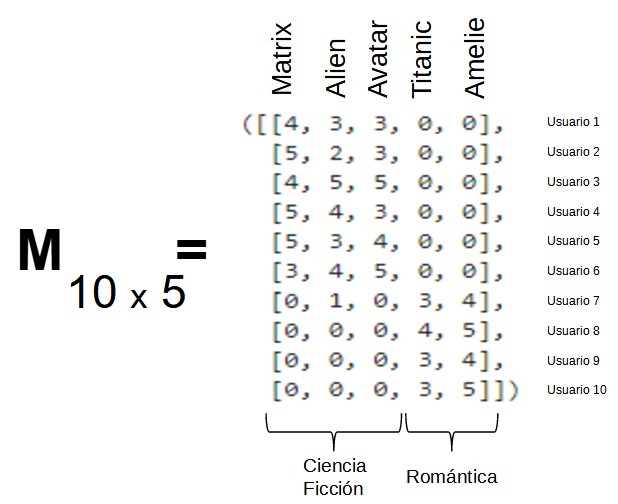 Matrix Alien Avatar Titanic Amelie
([[4, 3, 3, 0, 0], Usuario 1
[5, 2, 3, 0, 0], Usuario 2
[4, 5, 5, 0, 0], Usuario 3
[5, 4, 3, 0, 0], Usuario 4
[5, 3, 4, 0, 0], Usuario 5
[3, 4, 5, 0, 0], Usuario 6
[0, 1, 0, 3, 4], Usuario 7
[0, 0, 0, 4, 5], Usuario 8
[0, 0, 0, 3, 4], Usuario 9
[0, 0, 0, 3, 5]]) Usuario 10
M 10 x 5 =
Ciencia
Ficción
Romántica